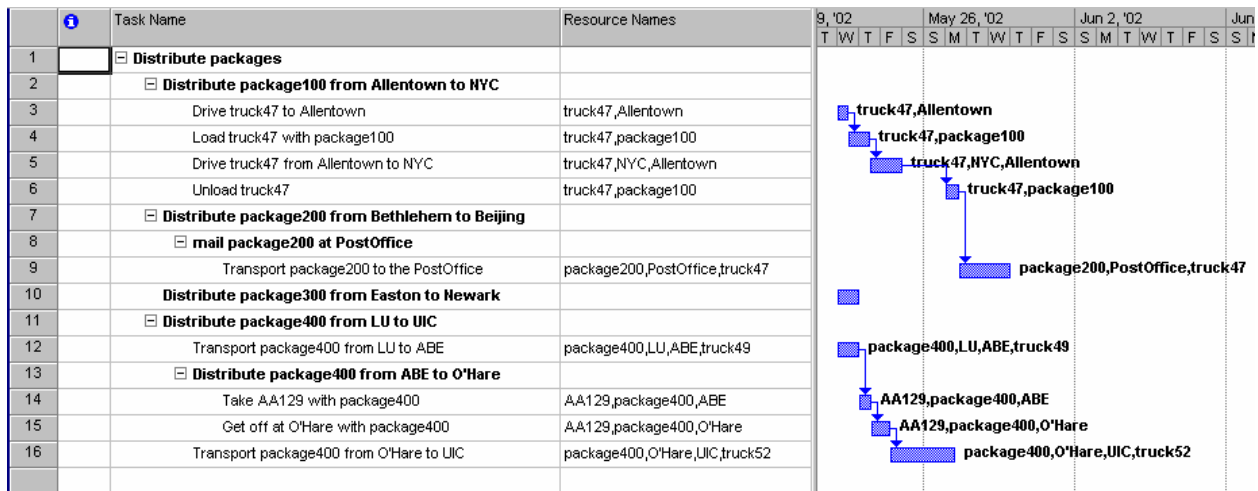 Task Name Resource Names 9, '02 May 26, '02 Jun 2, '02 Jun
T W T F S S M T W T F S S M T W T F S S
1 Distribute packages
2 Distribute package100 from Allentown to NYC
3 Drive truck47 to Allentown truck47,Allentown truck47,Allentown
4 Load truck47 with package100 truck47,package100 truck47,package100
5 Drive truck47 from Allentown to NYC truck47,NYC,Allentown truck47,NYC,Allentown
6 Unload truck47 truck47,package100 truck47,package100
7 Distribute package200 from Bethlehem to Beijing
8 mail package200 at PostOffice
9 Transport package200 to the PostOffice package200,PostOffice,truck47 package200,PostOffice,truck47
10 Distribute package300 from Easton to Newark
11 Distribute package400 from LU to UIC
12 Transport package400 from LU to ABE package400,LU,ABE,truck49 package400,LU,ABE,truck49
13 Distribute package400 from ABE to O'Hare
14 Take AA129 with package400 AA129,package400,ABE AA129,package400,ABE
15 Get off at O'Hare with package400 AA129,package400,O'Hare AA129,package400,O'Hare
16 Transport package400 from O'Hare to UIC package400,O'Hare,UIC,truck52 package400,O'Hare,UIC,truck52